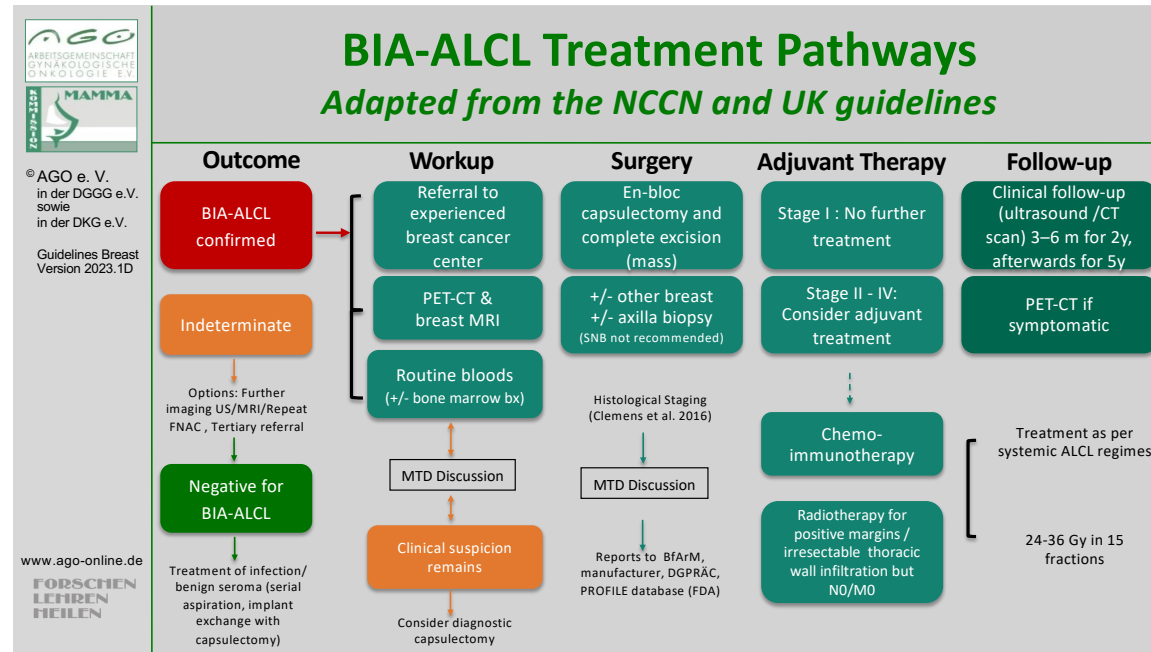 AGO
ARBEITSGEMEINSCHAFT
GYNÄKOLOGISCHE
ONKOLOGIE E.V.
KOMMISSION
MAMMA
© AGO e. V.
in der DGGG e.V.
sowie
in der DKG e.V.
Guidelines Breast
Version 2023.1D
www.ago-online.de
FORSCHEN
LEHREN
HEILEN
BIA-ALCL Treatment Pathways
Adapted from the NCCN and UK guidelines
Outcome
BIA-ALCL
confirmed
Indeterminate
Options: Further
imaging US/MRI/Repeat
FNAC , Tertiary referral
Negative for
BIA-ALCL
Treatment of infection/
benign seroma (serial
aspiration, implant
exchange with
capsulectomy)
Workup
Referral to
experienced
breast cancer
center
PET-CT &
breast MRI
Routine bloods
(+/- bone marrow bx)
MTD Discussion
Clinical suspicion
remains
Consider diagnostic
capsulectomy
Surgery
En-bloc
capsulectomy and
complete excision
(mass)
+/- other breast
+/- axilla biopsy
(SNB not recommended)
Histological Staging
(Clemens et al. 2016)
MTD Discussion
Reports to BfArM,
manufacturer, DGPRÄC,
PROFILE database (FDA)
Adjuvant Therapy
Stage I : No further
treatment
Stage II - IV:
Consider adjuvant
treatment
Chemo-
immunotherapy
Radiotherapy for
positive margins /
irresectable thoracic
wall infiltration but
N0/M0
Follow-up
Clinical follow-up
(ultrasound /CT
scan) 3–6 m for 2y,
afterwards for 5y
PET-CT if
symptomatic
Treatment as per
systemic ALCL regimes
24-36 Gy in 15
fractions